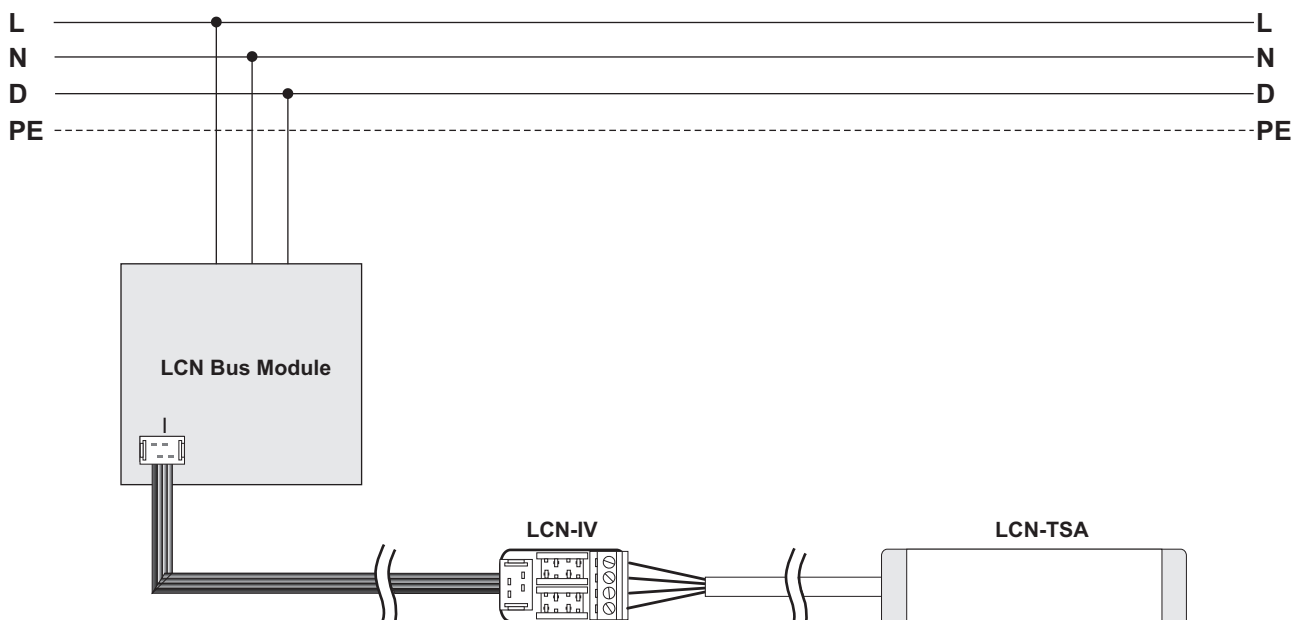 L L
N N
D D
PE PE
LCN Bus Module
I
LCN-IV LCN-TSA